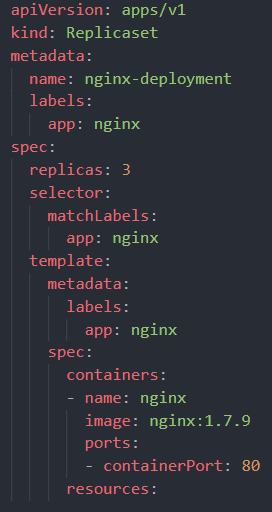 apiVersion: apps/v1
kind: Replicaset
metadata:
  name: nginx-deployment
  labels:
    app: nginx
spec:
  replicas: 3
  selector:
    matchLabels:
      app: nginx
  template:
    metadata:
      labels:
        app: nginx
    spec:
      containers:
      - name: nginx
        image: nginx:1.7.9
        ports:
        - containerPort: 80
      resources: